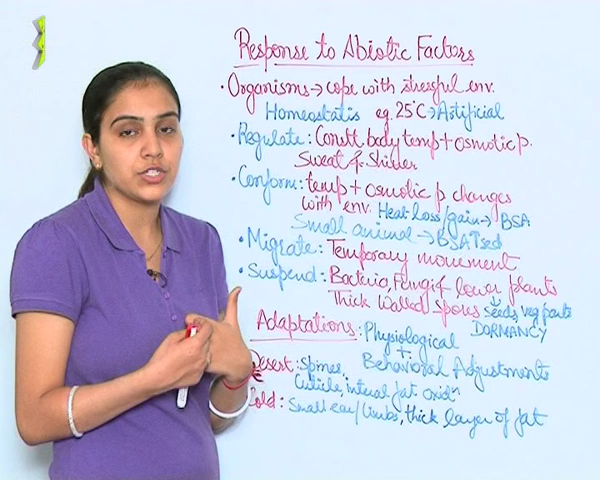 Response to Abiotic Factors
• Organisms → cope with stressful env.
Homeostatis eg. 25°C → Artificial
• Regulate: Constt body temp + osmotic p.
Sweat & Shiver
• Conform: temp + osmotic p changes
with env. Heat loss/gain → BSA
Small animal → BSA ↑sed
• Migrate: Temporary movement
• Suspend: Bacteria, Fungi & lower plants
Thick Walled Spores seeds, veg parts
DORMANCY
Adaptations: Physiological
+
Behavioral Adjustments
Desert: Spines,
Cuticle, internal fat oxidⁿ
Cold: Small ear/limbs, thick layer of fat